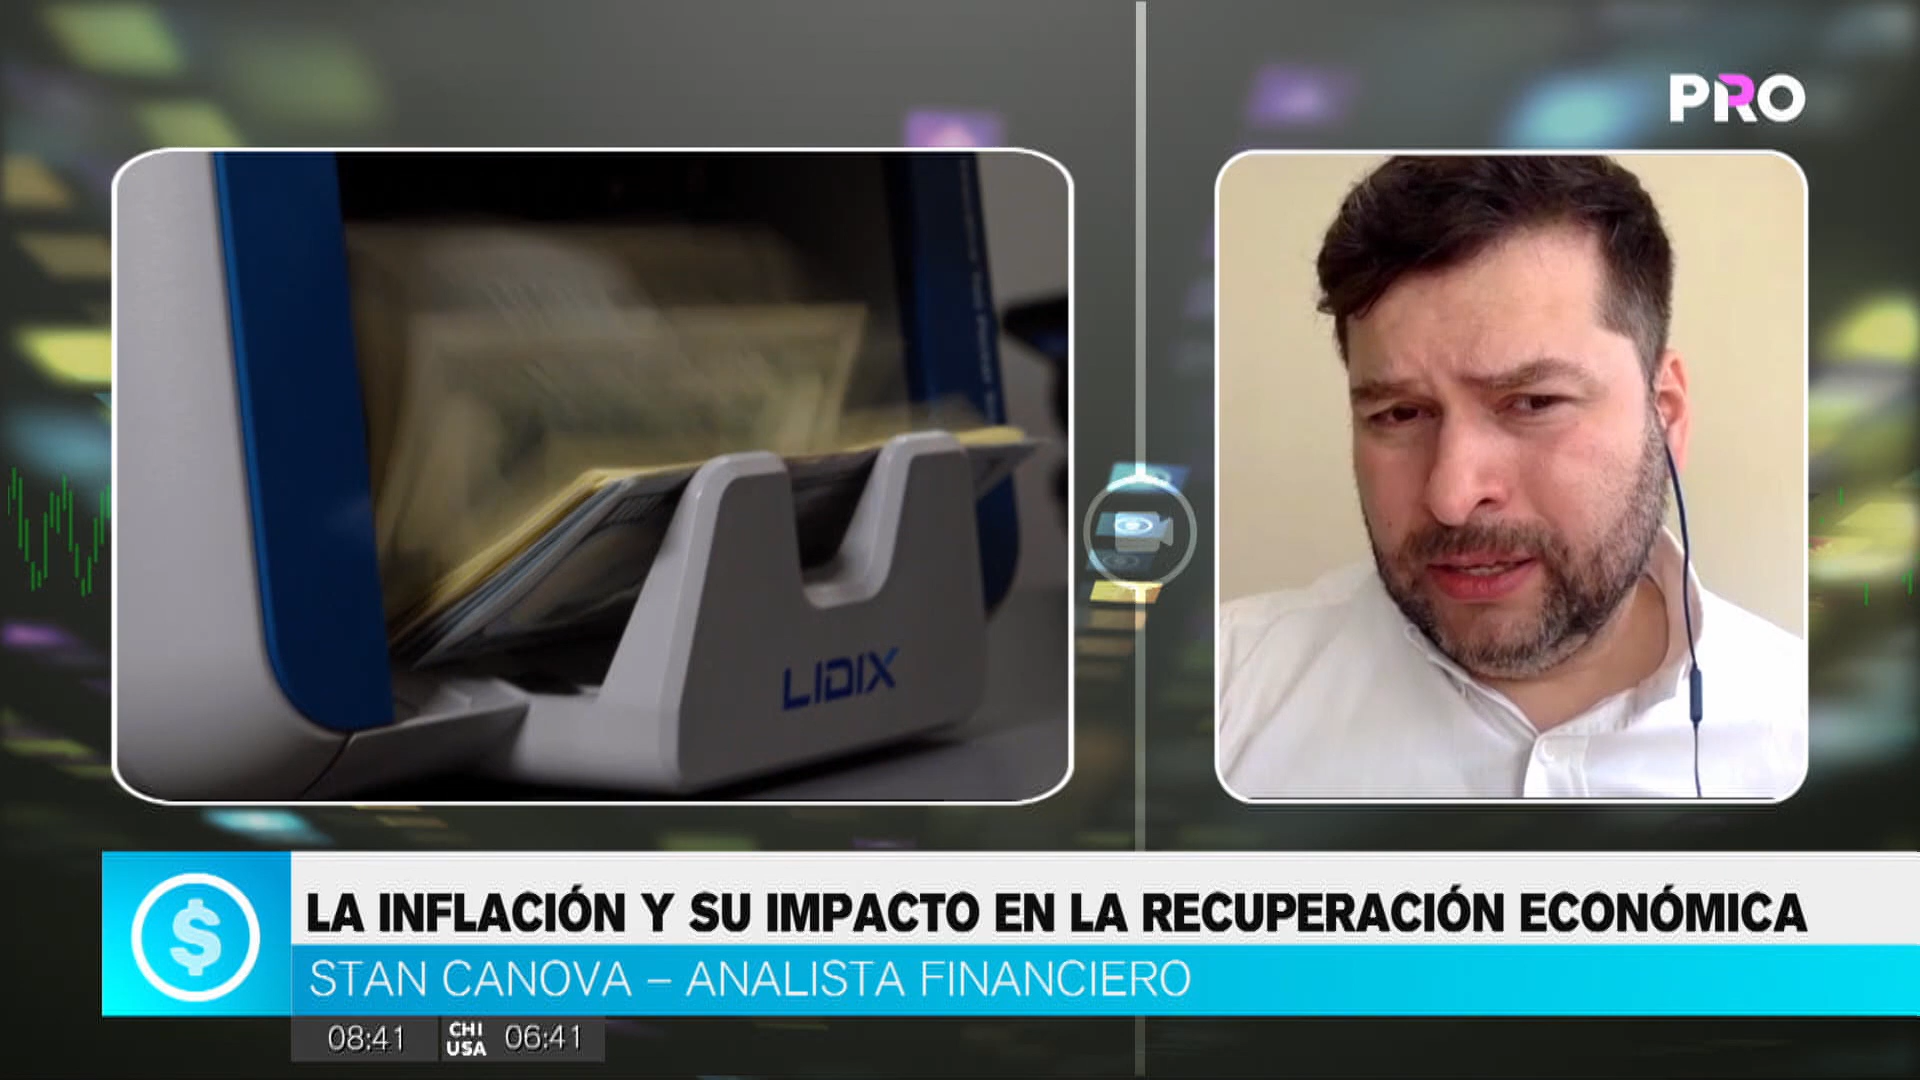 PRO
LIDIX
LA INFLACIÓN Y SU IMPACTO EN LA RECUPERACIÓN ECONÓMICA
STAN CANOVA – ANALISTA FINANCIERO
08:41 CHI USA 06:41